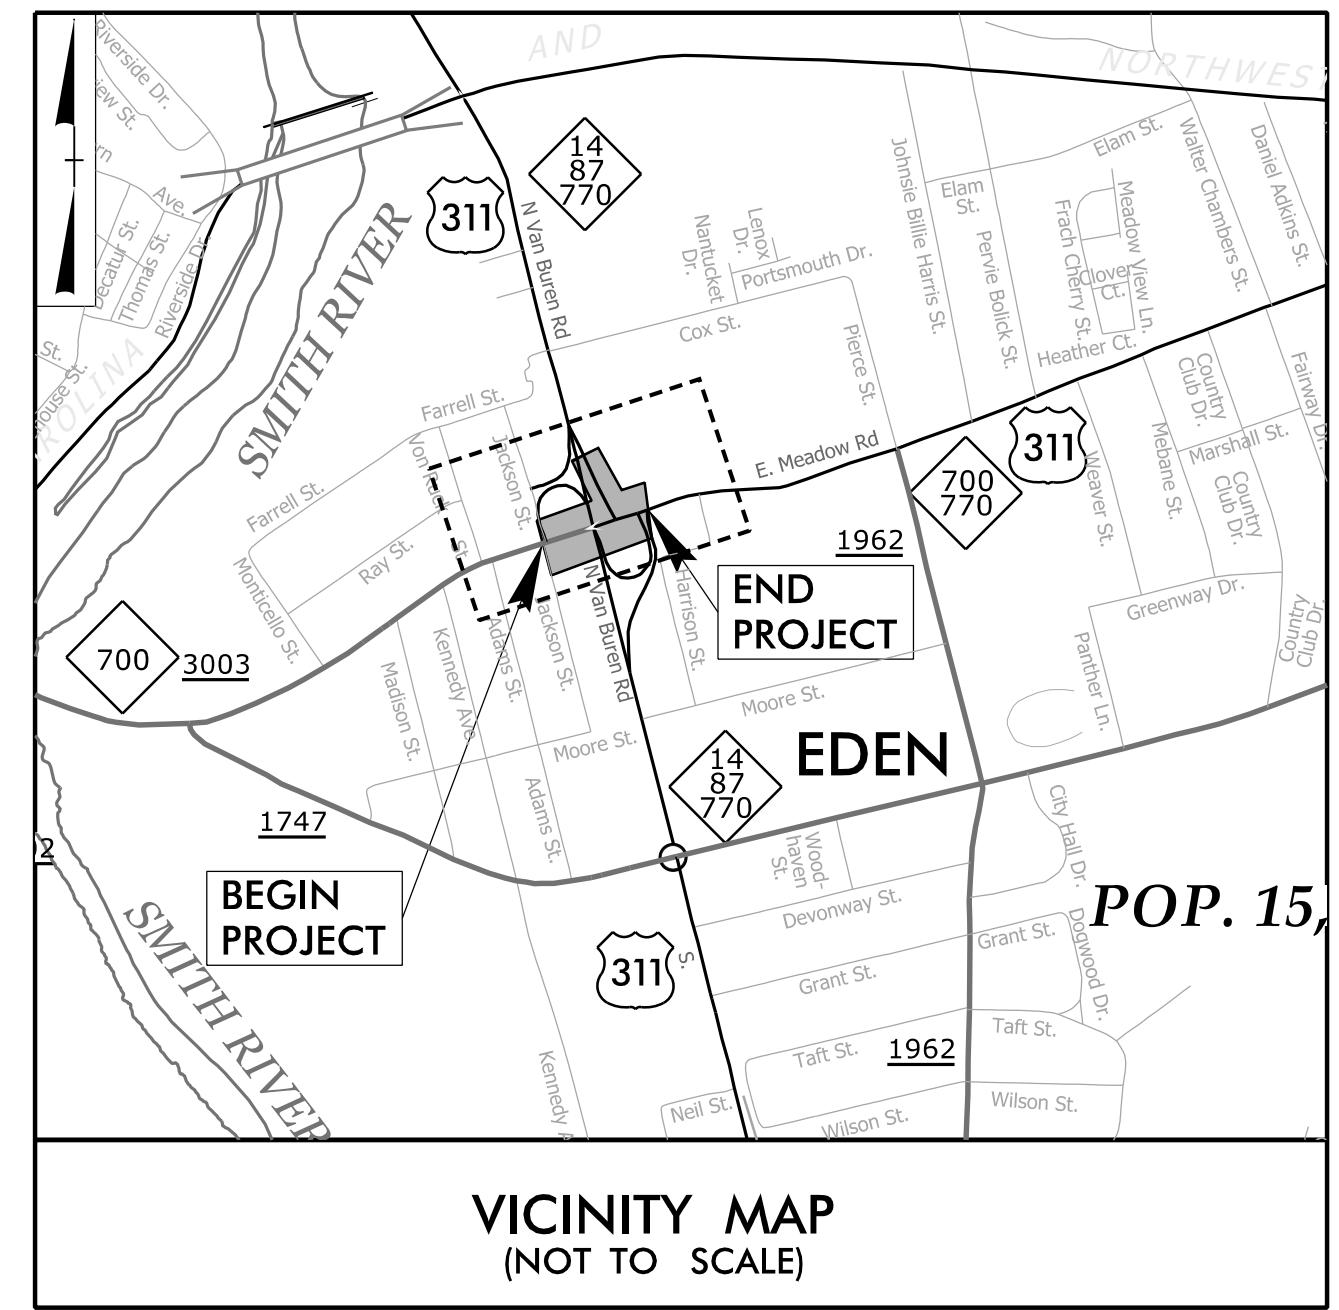 Riverside Dr.
iew St.
rn
Ave.
Decatur St.
Thomas St.
Riverside Dr.
St.
house St.
ROLINA
AND
NORTHWEST
SMITH RIVER
311
14
87
770
N Van Buren Rd
Johnsie Billie Harris St.
Elam St.
Elam
St.
Pervie Bolick St.
Walter Chambers St.
Daniel Adkins St.
Frach Cherry St.
Meadow View Ln.
Clover
Ct.
Heather Ct.
Lenox
Dr.
Nantucket
Dr.
Portsmouth Dr.
Cox St.
Pierce St.
Fairway Dr.
Country
Club Dr.
Marshall St.
Mebane St.
Weaver St.
Country
Club Dr.
Farrell St.
Farrell St.
Jackson St.
Ray St.
St.
E. Meadow Rd
311
700
770
1962
Monticello St.
Harrison St.
END
PROJECT
Greenway Dr.
Country
Club Dr.
Panther Ln.
700
3003
Madison St.
Kennedy Ave.
Adams St.
Jackson St.
N Van Buren Rd
Moore St.
Moore St.
14
87
770
EDEN
Adams St.
1747
2
BEGIN
PROJECT
SMITH RIVER
Wood-
haven
St.
City Hall Dr.
Devonway St.
Dogwood Dr.
POP. 15,
Grant St.
Grant St.
311
S.
Kennedy A
Taft St.
Taft St.
1962
Neil St.
Wilson St.
Wilson St.
VICINITY MAP
(NOT TO SCALE)